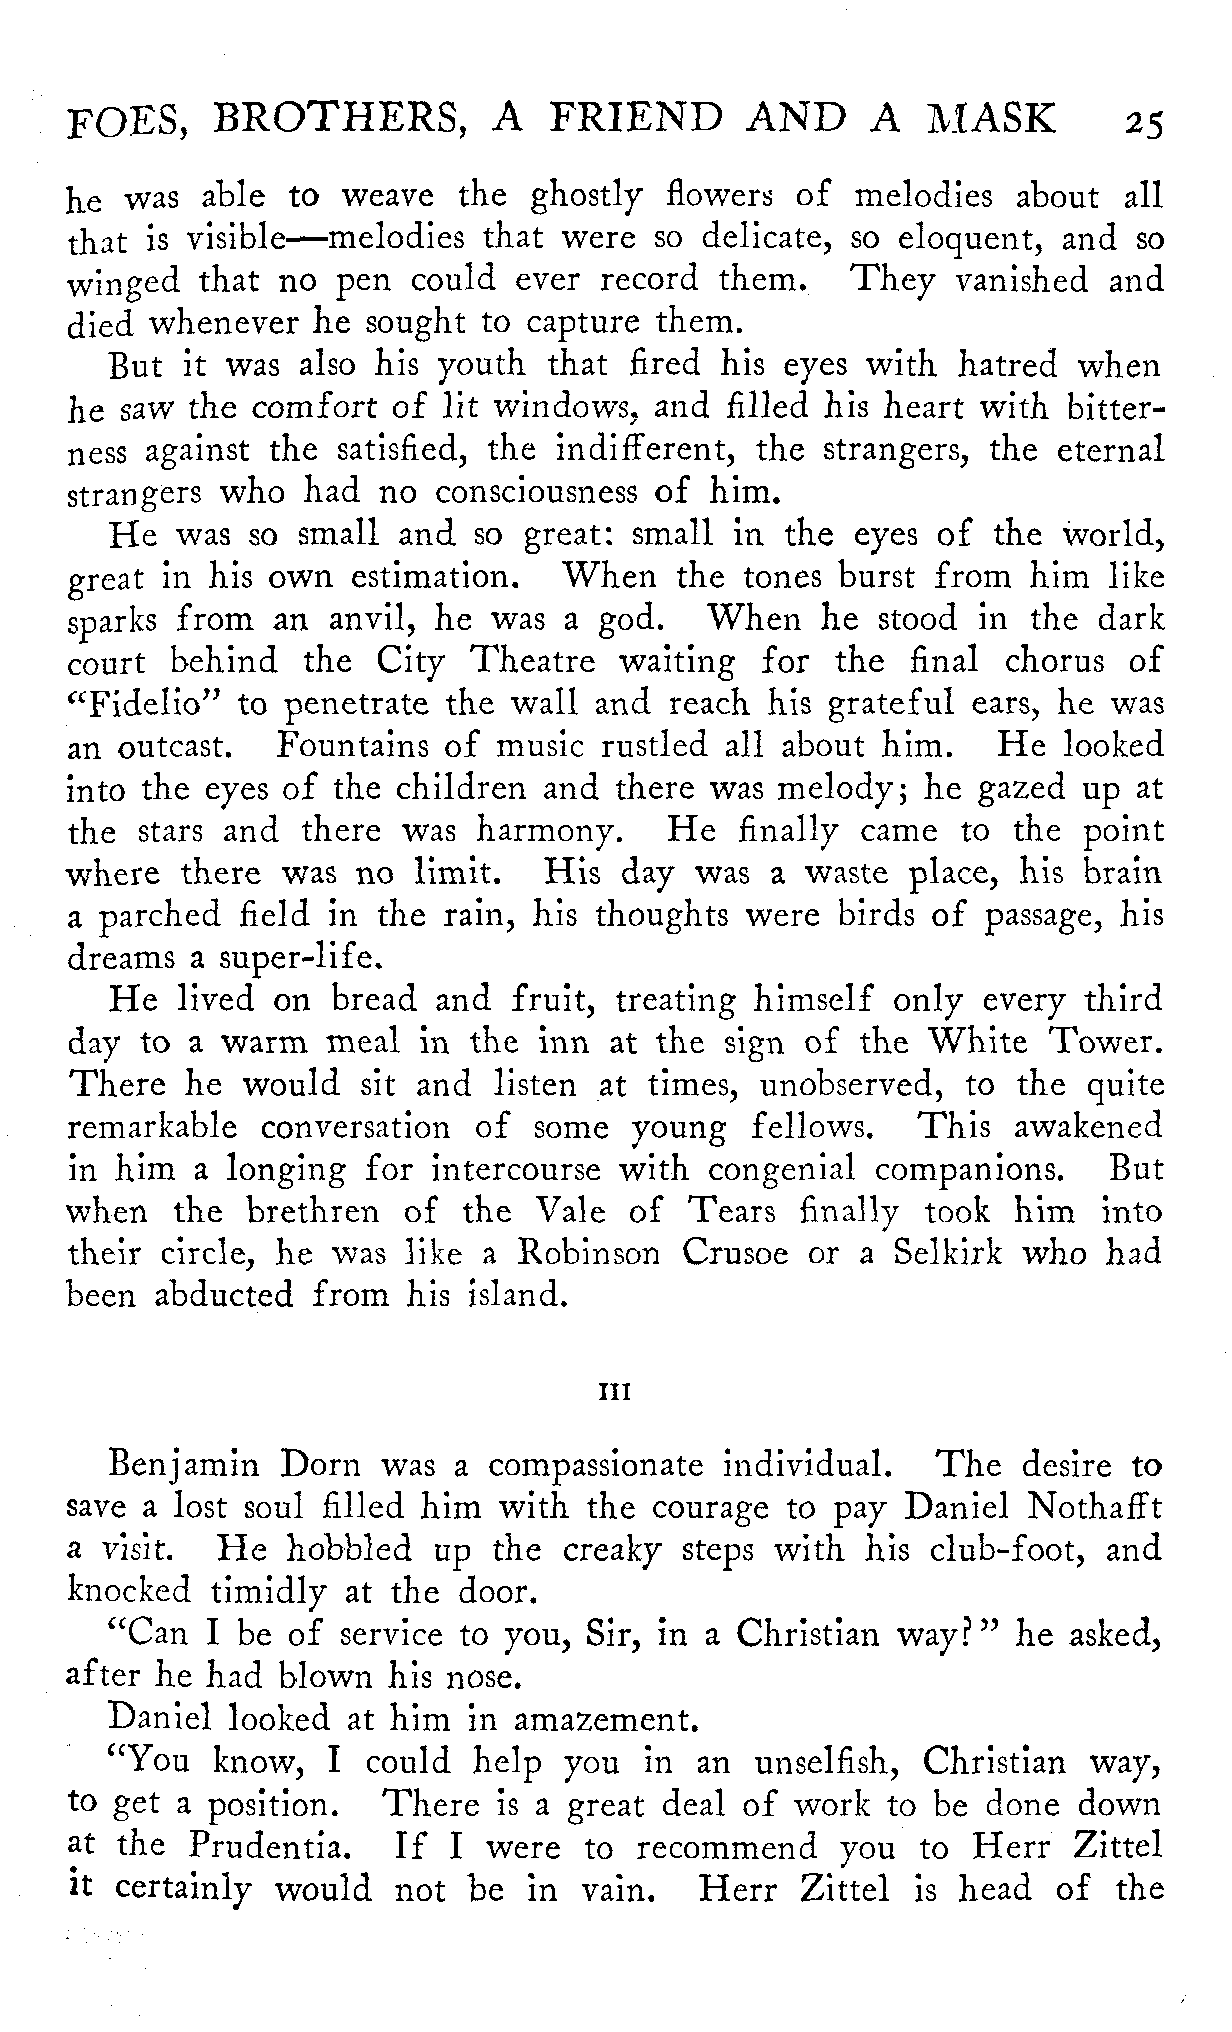 FOES, BROTHERS, A FRIEND AND A MASK 25
he was able to weave the ghostly flowers of melodies about all
that is visible—melodies that were so delicate, so eloquent, and so
winged that no pen could ever record them. They vanished and
died whenever he sought to capture them.
But it was also his youth that fired his eyes with hatred when
he saw the comfort of lit windows, and filled his heart with bitter-
ness against the satisfied, the indifferent, the strangers, the eternal
strangers who had no consciousness of him.
He was so small and so great: small in the eyes of the world,
great in his own estimation. When the tones burst from him like
sparks from an anvil, he was a god. When he stood in the dark
court behind the City Theatre waiting for the final chorus of
“Fidelio” to penetrate the wall and reach his grateful ears, he was
an outcast. Fountains of music rustled all about him. He looked
into the eyes of the children and there was melody; he gazed up at
the stars and there was harmony. He finally came to the point
where there was no limit. His day was a waste place, his brain
a parched field in the rain, his thoughts were birds of passage, his
dreams a super-life.
He lived on bread and fruit, treating himself only every third
day to a warm meal in the inn at the sign of the White Tower.
There he would sit and listen at times, unobserved, to the quite
remarkable conversation of some young fellows. This awakened
in him a longing for intercourse with congenial companions. But
when the brethren of the Vale of Tears finally took him into
their circle, he was like a Robinson Crusoe or a Selkirk who had
been abducted from his island.
III
Benjamin Dorn was a compassionate individual. The desire to
save a lost soul filled him with the courage to pay Daniel Nothafft
a visit. He hobbled up the creaky steps with his club-foot, and
knocked timidly at the door.
“Can I be of service to you, Sir, in a Christian way?” he asked,
after he had blown his nose.
Daniel looked at him in amazement.
“You know, I could help you in an unselfish, Christian way,
to get a position. There is a great deal of work to be done down
at the Prudentia. If I were to recommend you to Herr Zittel
it certainly would not be in vain. Herr Zittel is head of the